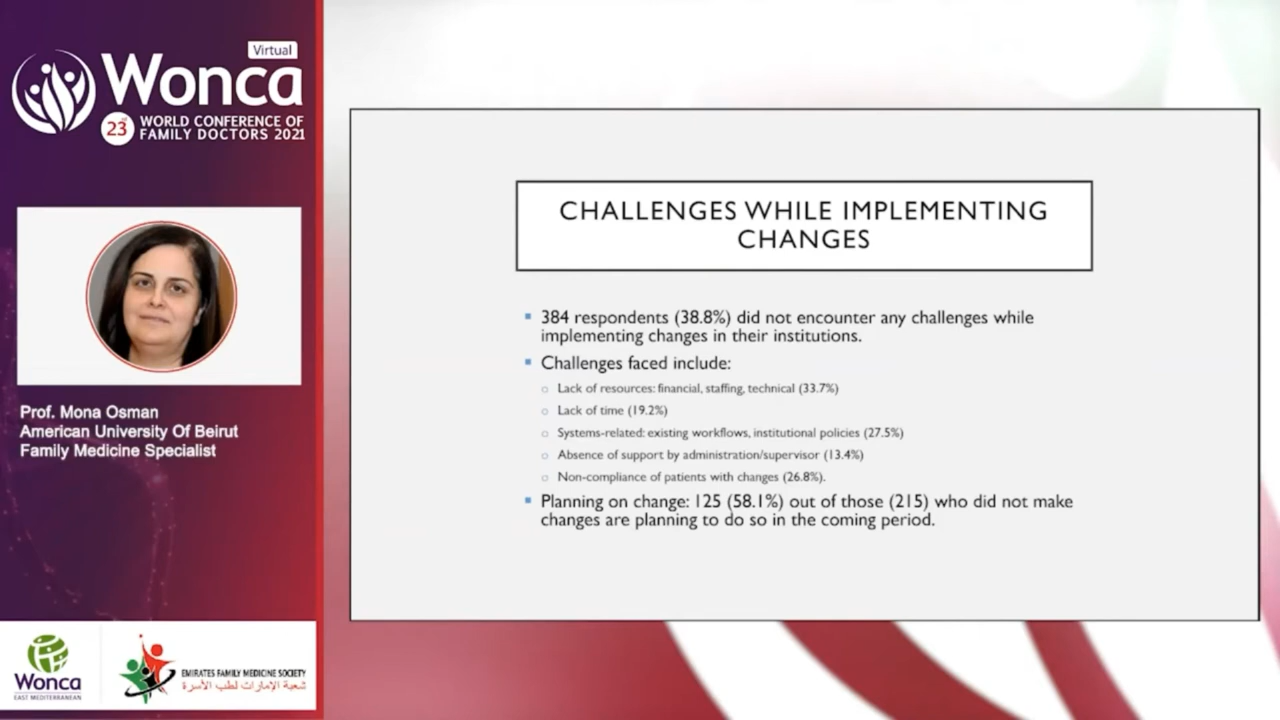 Virtual
Wonca
23rd WORLD CONFERENCE OF
FAMILY DOCTORS 2021
Prof. Mona Osman
American University Of Beirut
Family Medicine Specialist
Wonca
EAST MEDITERRANEAN
EMIRATES FAMILY MEDICINE SOCIETY
شعبة الإمارات لطب الأسرة
CHALLENGES WHILE IMPLEMENTING
CHANGES
384 respondents (38.8%) did not encounter any challenges while
implementing changes in their institutions.
Challenges faced include:
Lack of resources: financial, staffing, technical (33.7%)
Lack of time (19.2%)
Systems-related: existing workflows, institutional policies (27.5%)
Absence of support by administration/supervisor (13.4%)
Non-compliance of patients with changes (26.8%).
Planning on change: 125 (58.1%) out of those (215) who did not make
changes are planning to do so in the coming period.